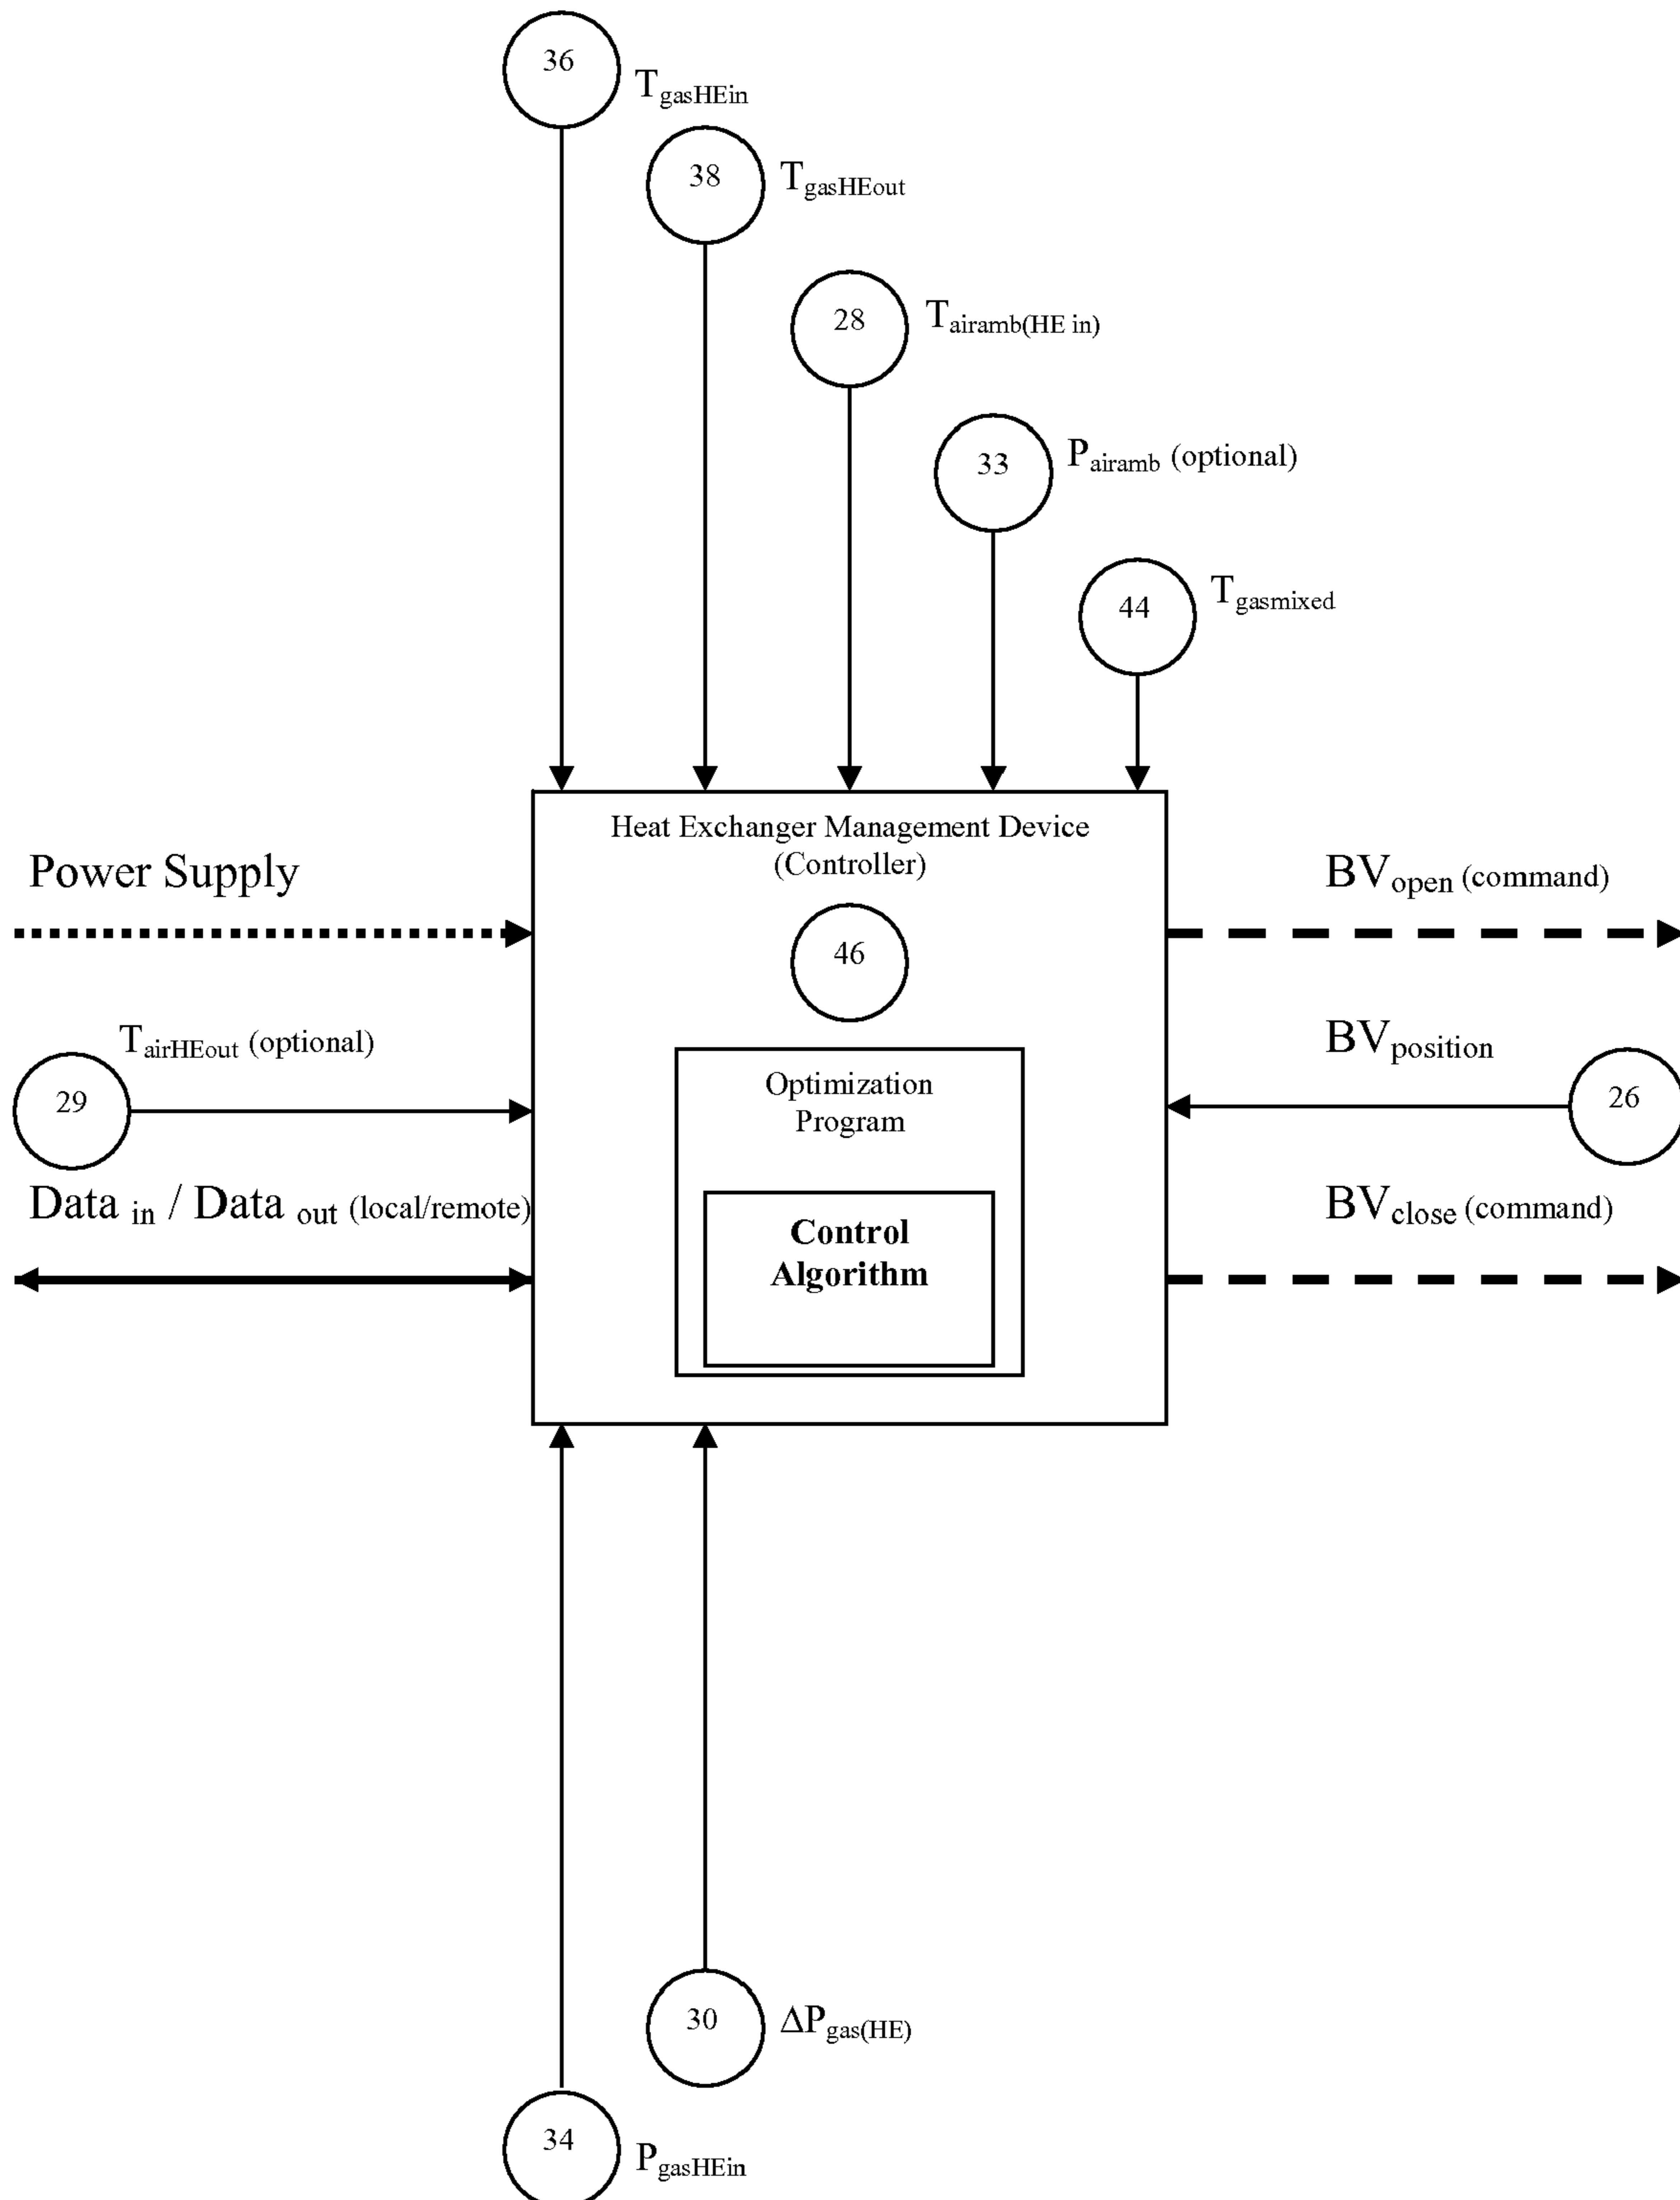 36
TgasHEin
38
TgasHEout
28
Tairamb(HE in)
33
Pairamb (optional)
44
Tgasmixed
Heat Exchanger Management Device
(Controller)
46
Optimization
Program
Control
Algorithm
Power Supply
TairHEout (optional)
29
Data in / Data out (local/remote)
BVopen (command)
BVposition
26
BVclose (command)
30
ΔPgas(HE)
34
PgasHEin